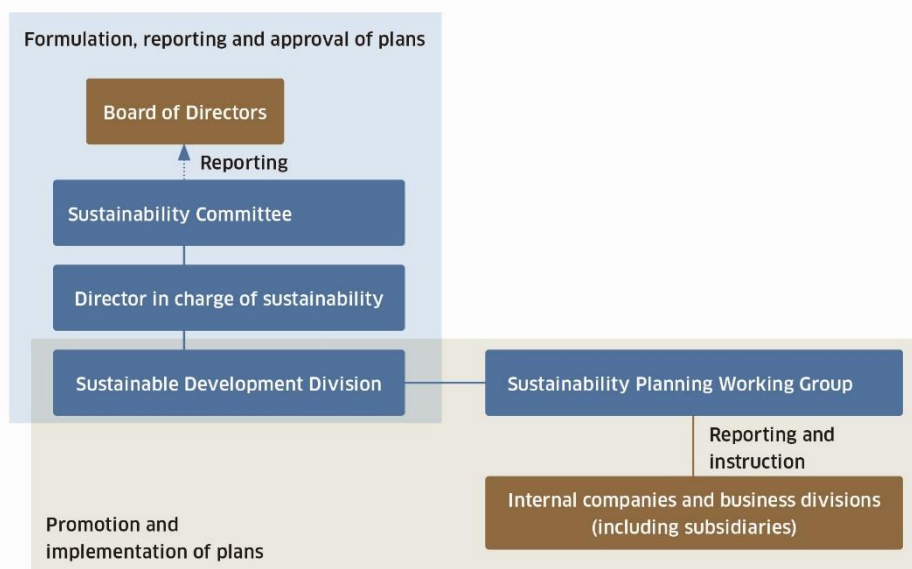 Formulation, reporting and approval of plans
Board of Directors
Reporting
Sustainability Committee
Director in charge of sustainability
Sustainable Development Division
Sustainability Planning Working Group
Reporting and
instruction
Internal companies and business divisions
(including subsidiaries)
Promotion and
implementation of plans